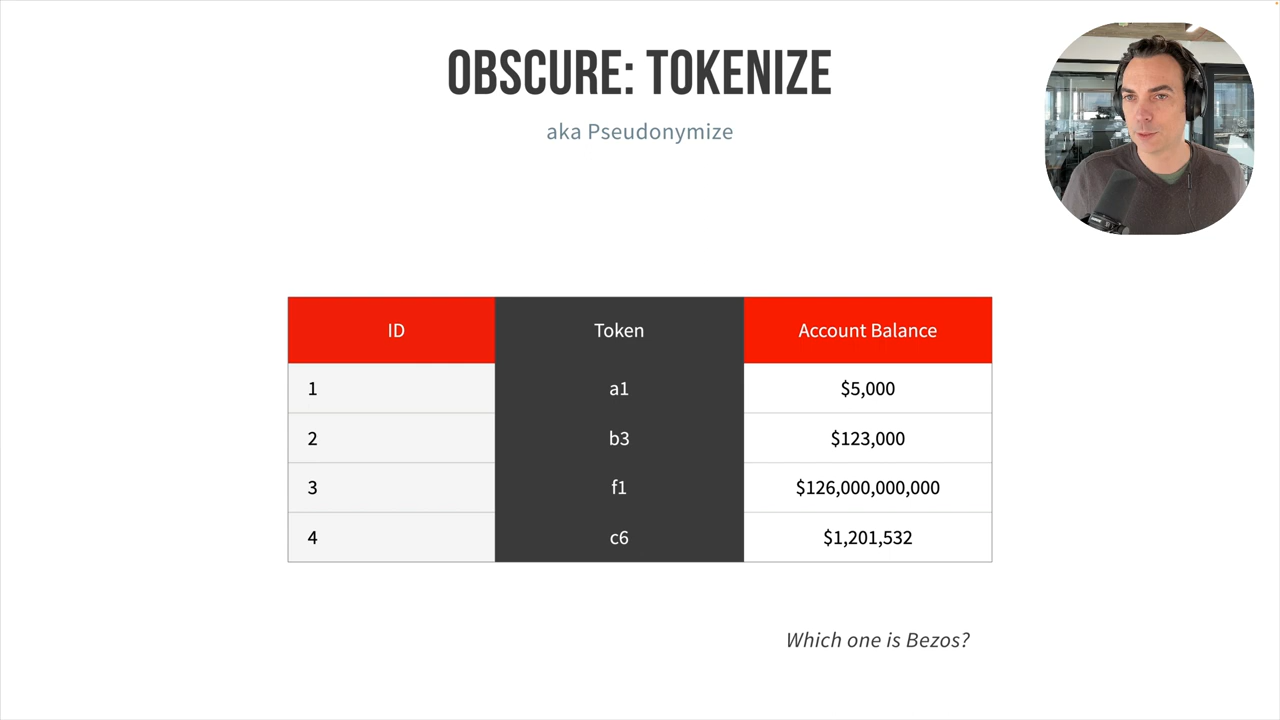 OBSCURE: TOKENIZE
aka Pseudonymize
ID Token Account Balance
1 a1 $5,000
2 b3 $123,000
3 f1 $126,000,000,000
4 c6 $1,201,532
Which one is Bezos?